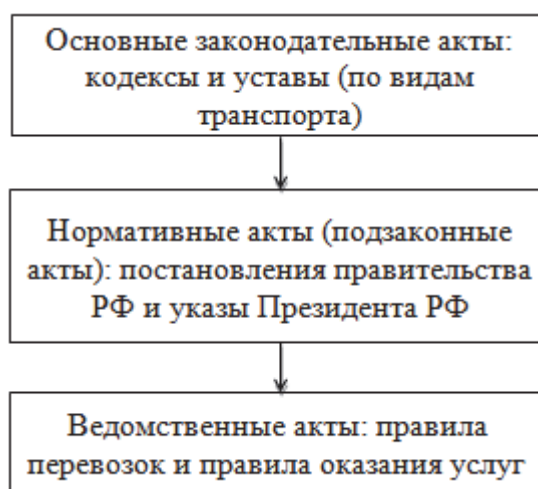 Основные законодательные акты:
кодексы и уставы (по видам
транспорта)
Нормативные акты (подзаконные
акты): постановления правительства
РФ и указы Президента РФ
Ведомственные акты: правила
перевозок и правила оказания услуг